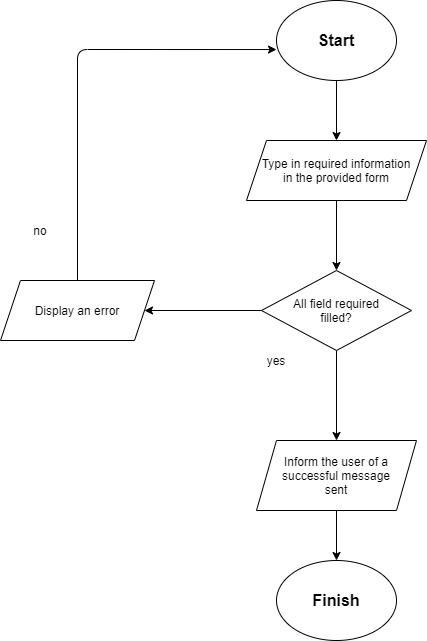 Start
Type in required information
in the provided form
no
All field required
filled?
Display an error
yes
Inform the user of a
successful message
sent
Finish